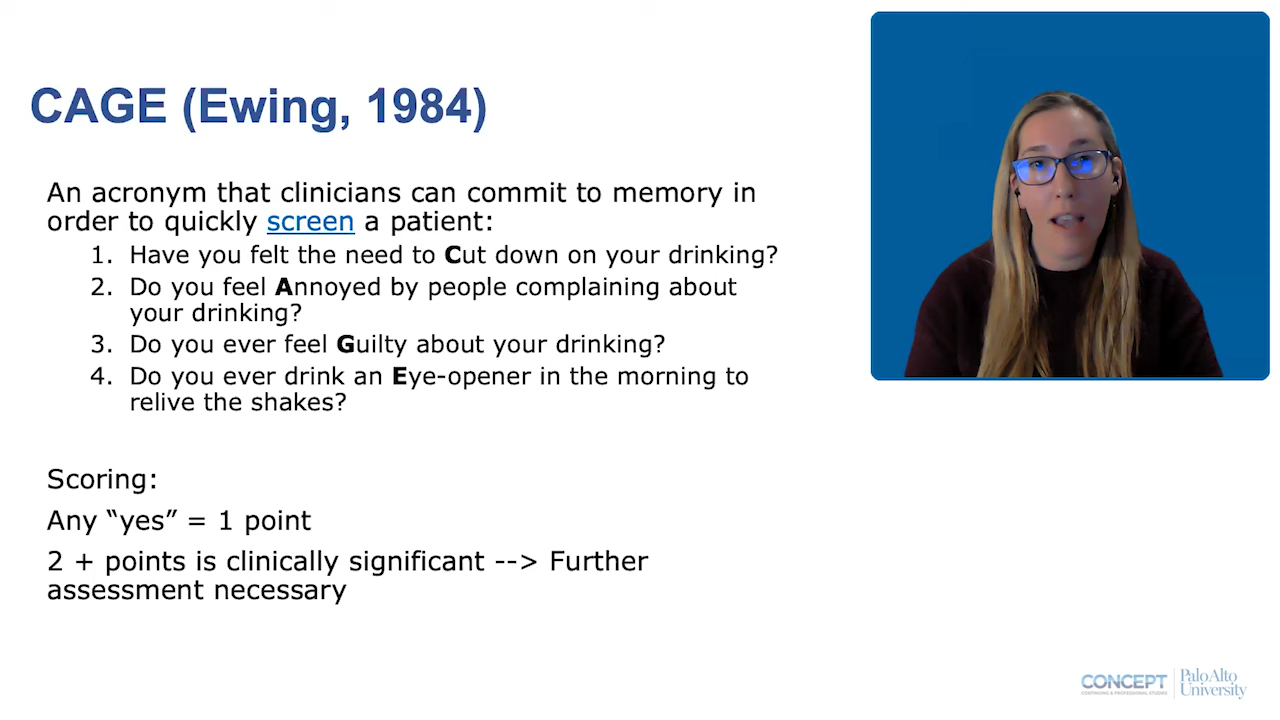 CAGE (Ewing, 1984)
An acronym that clinicians can commit to memory in
order to quickly screen a patient:
1. Have you felt the need to Cut down on your drinking?
2. Do you feel Annoyed by people complaining about
your drinking?
3. Do you ever feel Guilty about your drinking?
4. Do you ever drink an Eye-opener in the morning to
relive the shakes?
Scoring:
Any “yes” = 1 point
2 + points is clinically significant --> Further
assessment necessary
CONCEPT
CONTINUING & PROFESSIONAL STUDIES
Palo Alto
University